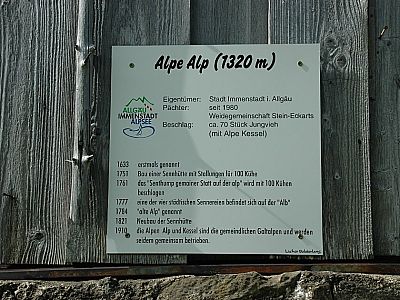 Alpe Alp (1320 m)
ALLGÄU
IMMENSTADT
ALPSEE
Eigentümer: Stadt Immenstadt i. Allgäu
Pächter: seit 1980
Weidegemeinschaft Stein-Eckarts
Beschlag: ca. 70 Stück Jungvieh
(mit Alpe Kessel)
1633 erstmals genannt
1751 Bau einer Sennhütte mit Stallungen für 100 Kühe
1761 das "Senthump gemainer Statt auf der alp" wird mit 100 Kühen
beschlagen
1777 eine der vier städtischen Sennereien befindet sich auf der "Alb"
1784 "alte Alp" genannt
1821 Neubau der Sennhütte
1910 die Alpen Alp und Kessel sind die gemeindlichen Galtalpen und werden
seidem gemeinsam betrieben.